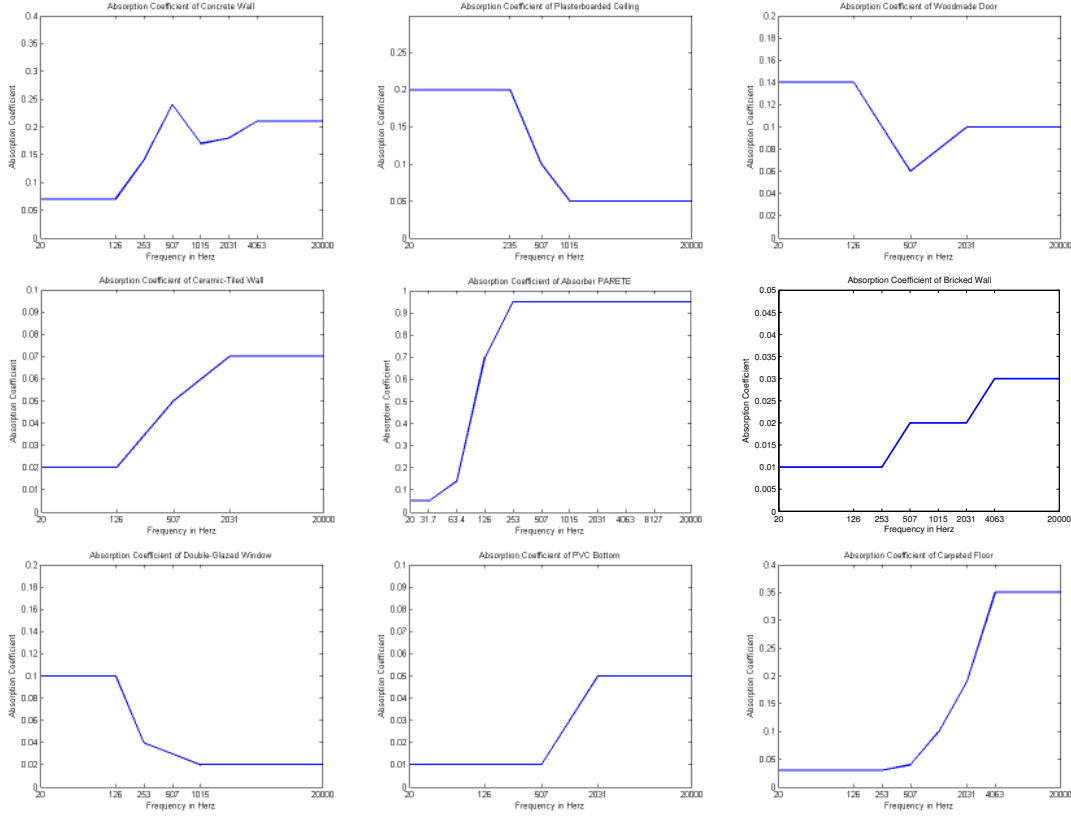 Absorption Coefficient of Concrete Wall
0.4
0.35
0.3
0.25
0.2
0.15
0.1
0.05
0
Absorption Coefficient
20 126 253 507 1015 2031 4063 20000
Frequency in Herz
Absorption Coefficient of Plasterboarded Ceiling
0.25
0.2
0.15
0.1
0.05
0
Absorption Coefficient
20 235 507 1015 20000
Frequency in Herz
Absorption Coefficient of Woodmade Door
0.2
0.18
0.16
0.14
0.12
0.1
0.08
0.06
0.04
0.02
0
Absorption Coefficient
20 126 507 2031 20000
Frequency in Herz
Absorption Coefficient of Ceramic-Tiled Wall
0.1
0.09
0.08
0.07
0.06
0.05
0.04
0.03
0.02
0.01
0
Absorption Coefficient
20 126 507 2031 20000
Frequency in Herz
Absorption Coefficient of Absorber PARETE
1
0.9
0.8
0.7
0.6
0.5
0.4
0.3
0.2
0.1
0
Absorption Coefficient
20 31.7 63.4 126 253 507 1015 2031 4063 8127 20000
Frequency in Herz
Absorption Coefficient of Bricked Wall
0.05
0.045
0.04
0.035
0.03
0.025
0.02
0.015
0.01
0.005
0
Absorption Coefficient
20 126 253 507 1015 2031 4063 20000
Frequency in Herz
Absorption Coefficient of Double-Glazed Window
0.2
0.18
0.16
0.14
0.12
0.1
0.08
0.06
0.04
0.02
0
Absorption Coefficient
20 126 253 507 1015 20000
Frequency in Herz
Absorption Coefficient of PVC Bottom
0.1
0.09
0.08
0.07
0.06
0.05
0.04
0.03
0.02
0.01
0
Absorption Coefficient
20 126 507 2031 20000
Frequency in Herz
Absorption Coefficient of Carpeted Floor
0.4
0.35
0.3
0.25
0.2
0.15
0.1
0.05
0
Absorption Coefficient
20 126 253 507 2031 4063 20000
Frequency in Herz